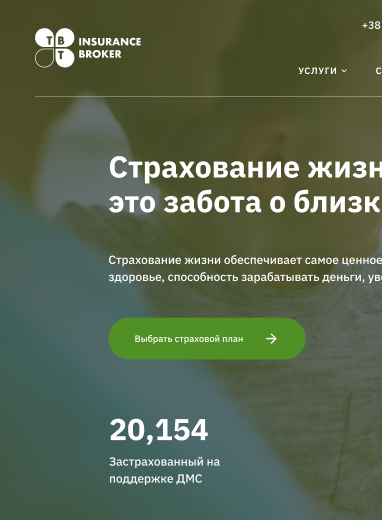 +38
T B
T
INSURANCE
BROKER
УСЛУГИ
С
Страхование жизн
это забота о близк
Страхование жизни обеспечивает самое ценное
здоровье, способность зарабатывать деньги, ув
Выбрать страховой план
20,154
Застрахованный на
поддержке ДМС